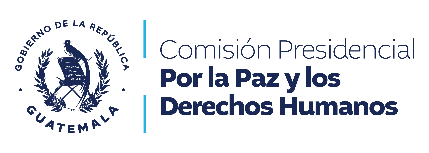 GOBIERNO DE LA REPÚBLICA
GUATEMALA
Comisión Presidencial
Por la Paz y los
Derechos Humanos